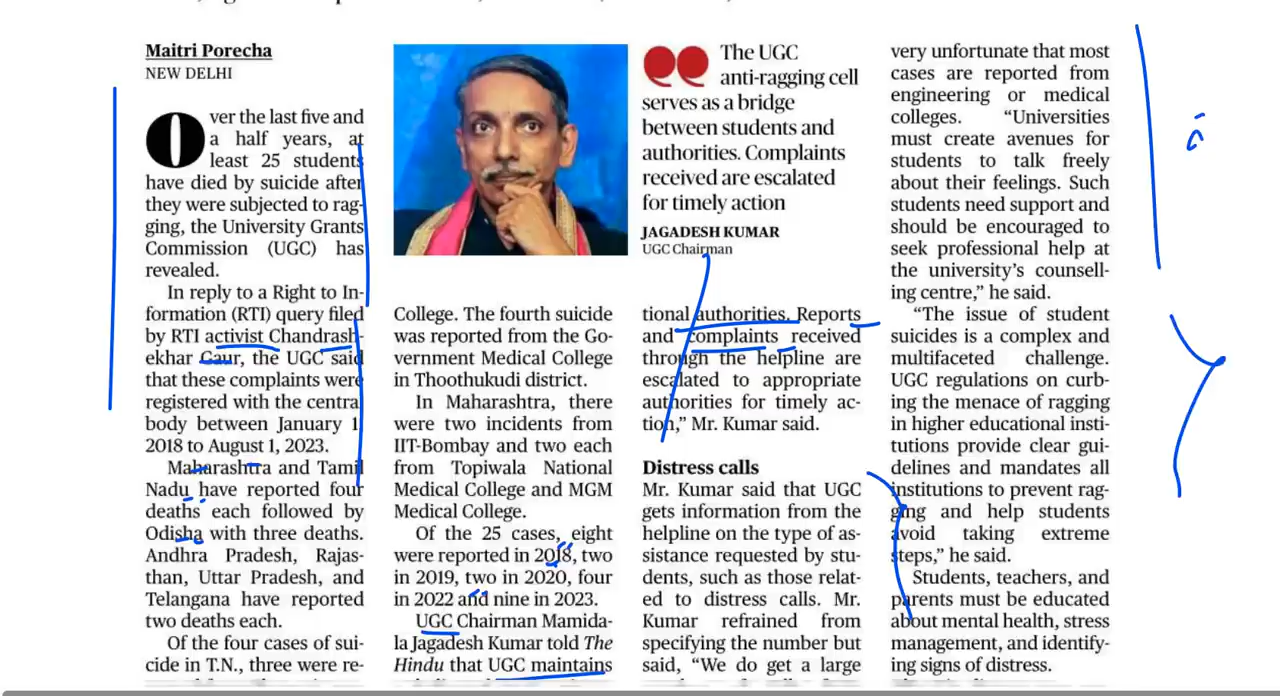 Maitri Porecha
NEW DELHI
Over the last five and
a half years, at
least 25 students
have died by suicide after
they were subjected to rag-
ging, the University Grants
Commission (UGC) has
revealed.
In reply to a Right to In-
formation (RTI) query filed
by RTI activist Chandrash-
ekhar Gaur, the UGC said
that these complaints were
registered with the central
body between January 1,
2018 to August 1, 2023.
Maharashtra and Tamil
Nadu have reported four
deaths each followed by
Odisha with three deaths.
Andhra Pradesh, Rajas-
than, Uttar Pradesh, and
Telangana have reported
two deaths each.
Of the four cases of sui-
cide in T.N., three were re-
College. The fourth suicide
was reported from the Go-
vernment Medical College
in Thoothukudi district.
In Maharashtra, there
were two incidents from
IIT-Bombay and two each
from Topiwala National
Medical College and MGM
Medical College.
Of the 25 cases, eight
were reported in 2018, two
in 2019, two in 2020, four
in 2022 and nine in 2023.
UGC Chairman Mamida-
la Jagadesh Kumar told The
Hindu that UGC maintains
The UGC
anti-ragging cell
serves as a bridge
between students and
authorities. Complaints
received are escalated
for timely action
JAGADESH KUMAR
UGC Chairman
tional authorities. Reports
and complaints received
through the helpline are
escalated to appropriate
authorities for timely ac-
tion,” Mr. Kumar said.
Distress calls
Mr. Kumar said that UGC
gets information from the
helpline on the type of as-
sistance requested by stu-
dents, such as those relat-
ed to distress calls. Mr.
Kumar refrained from
specifying the number but
said, “We do get a large
very unfortunate that most
cases are reported from
engineering or medical
colleges. “Universities
must create avenues for
students to talk freely
about their feelings. Such
students need support and
should be encouraged to
seek professional help at
the university’s counsell-
ing centre,” he said.
“The issue of student
suicides is a complex and
multifaceted challenge.
UGC regulations on curb-
ing the menace of ragging
in higher educational insti-
tutions provide clear gui-
delines and mandates all
institutions to prevent rag-
ging and help students
avoid taking extreme
steps,” he said.
Students, teachers, and
parents must be educated
about mental health, stress
management, and identify-
ing signs of distress.